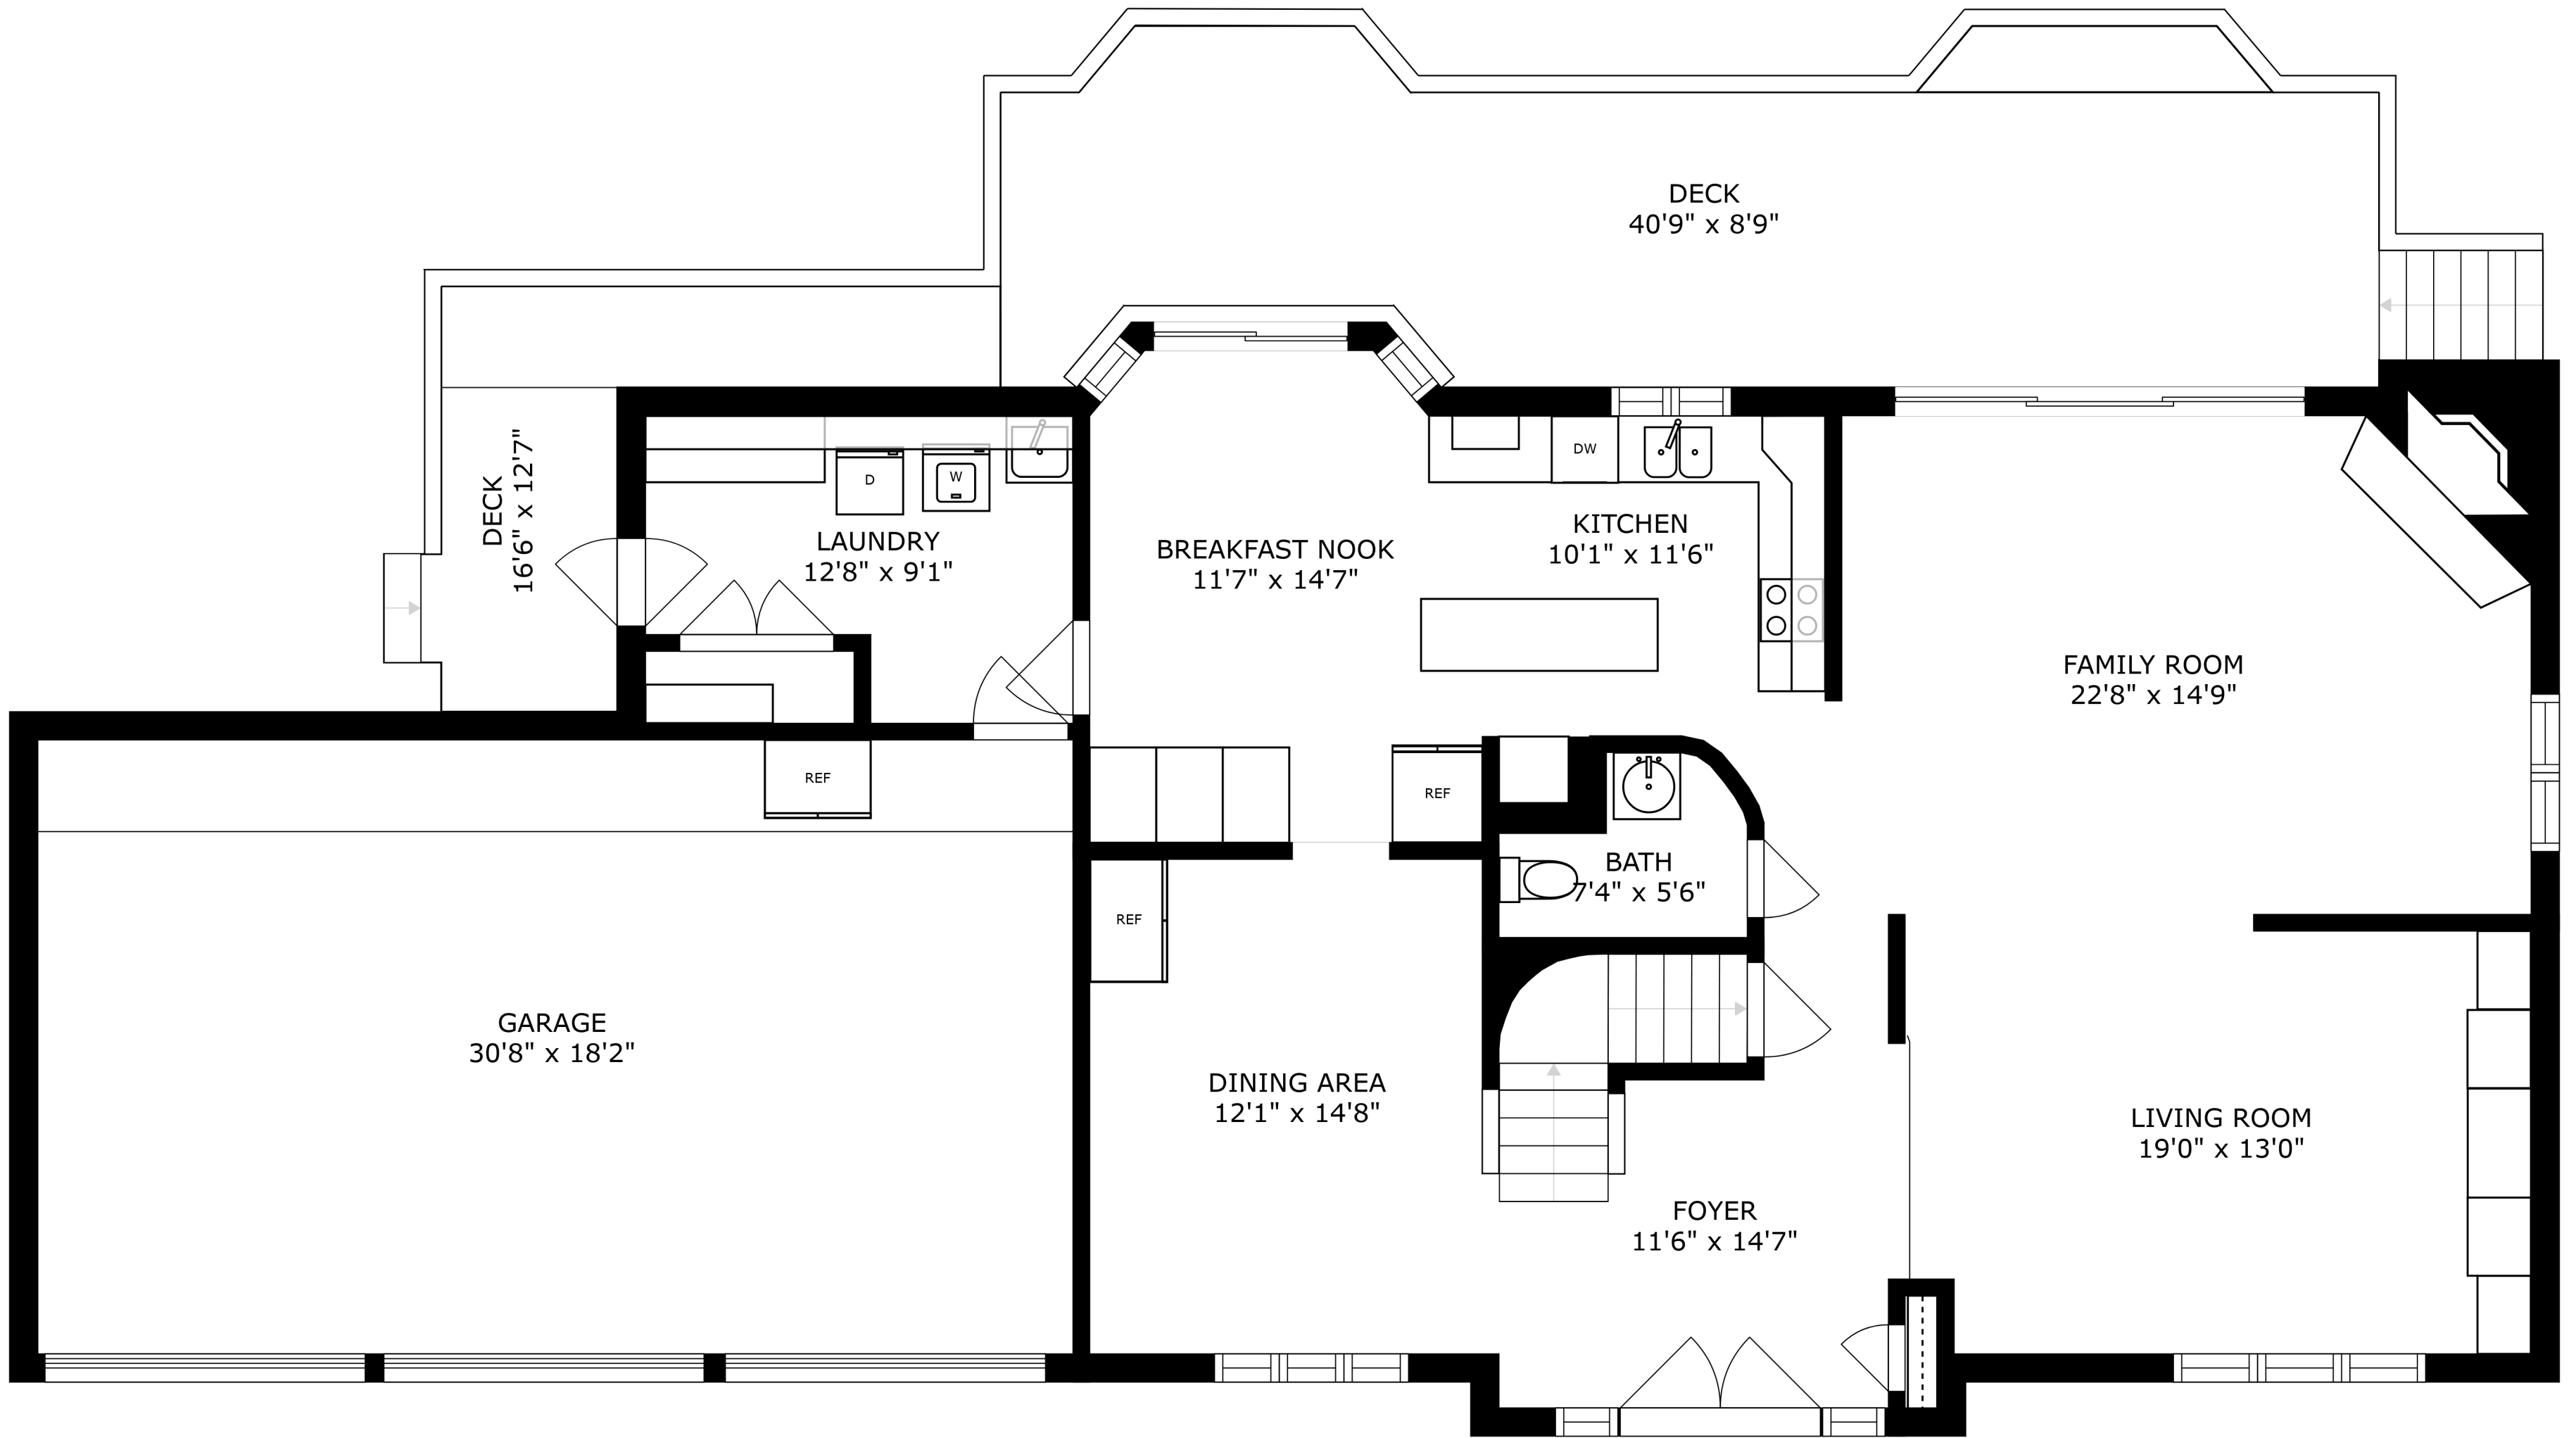 DECK
40'9" x 8'9"
DECK
16'6" x 12'7"
D
W
LAUNDRY
12'8" x 9'1"
BREAKFAST NOOK
11'7" x 14'7"
DW
KITCHEN
10'1" x 11'6"
FAMILY ROOM
22'8" x 14'9"
REF
REF
REF
BATH
7'4" x 5'6"
GARAGE
30'8" x 18'2"
DINING AREA
12'1" x 14'8"
LIVING ROOM
19'0" x 13'0"
FOYER
11'6" x 14'7"